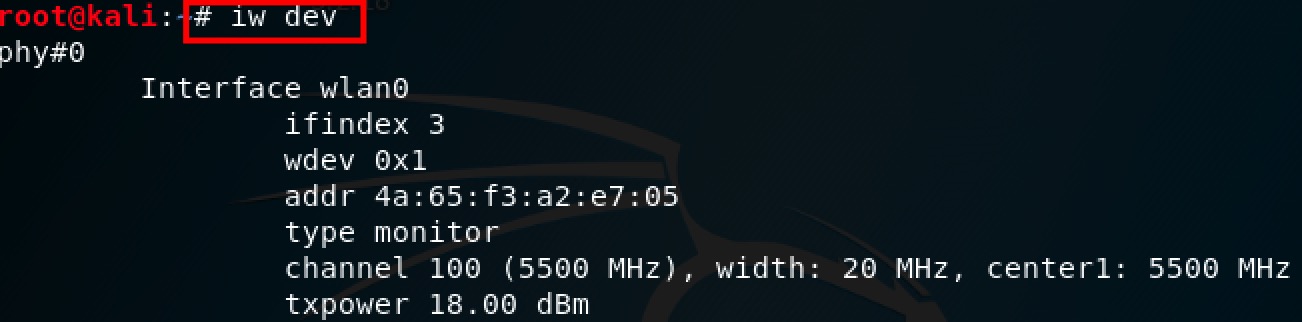 root@kali:~# iw dev
phy#0
Interface wlan0
ifindex 3
wdev 0x1
addr 4a:65:f3:a2:e7:05
type monitor
channel 100 (5500 MHz), width: 20 MHz, center1: 5500 MHz
txpower 18.00 dBm